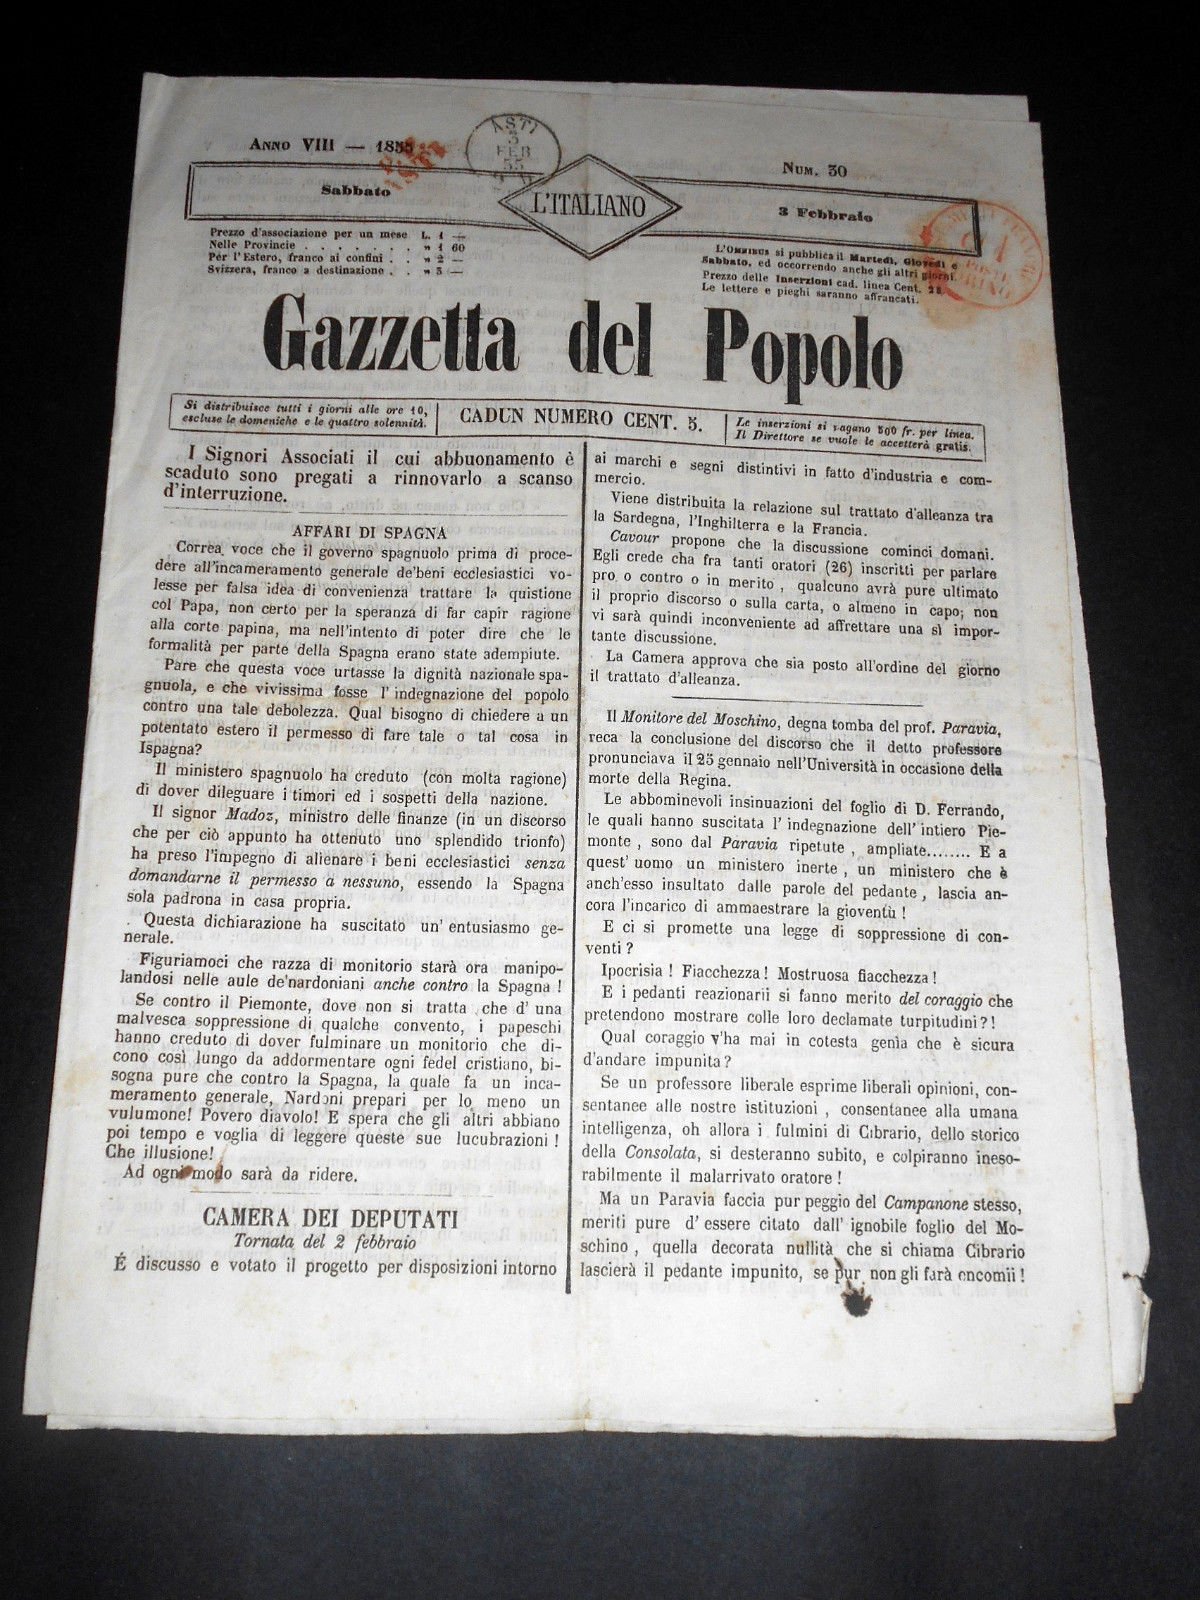 Anno VIII — 1855
ASTI
3
FEB
55
Num. 30
Sabbato
L'ITALIANO
3 Febbraio
Prezzo d'associazione per un mese L. 1 —
Nelle Provincie . . . . . . . » 1 60
Per l'Estero, franco ai confini . . » 2 —
Svizzera, franco a destinazione . . » 3 —
L'Omnibus si pubblica il Martedì, Giovedì e
Sabbato, ed occorrendo anche gli altri giorni.
Prezzo delle Inserzioni cad. linea Cent. 25
Le lettere e pieghi saranno affrancati.
Gazzetta del Popolo
Si distribuisce tutti i giorni alle ore 10,
escluse le domeniche e le quattro solennità.
CADUN NUMERO CENT. 5.
Le inserzioni si pagano 500 fr. per linea.
Il Direttore se vuole le accetterà gratis.
I Signori Associati il cui abbuonamento è
scaduto sono pregati a rinnovarlo a scanso
d'interruzione.
AFFARI DI SPAGNA
Correa voce che il governo spagnuolo prima di proce-
dere all'incameramento generale de'beni ecclesiastici vo-
lesse per falsa idea di convenienza trattare la quistione
col Papa, non certo per la speranza di far capir ragione
alla corte papina, ma nell'intento di poter dire che le
formalità per parte della Spagna erano state adempiute.
Pare che questa voce urtasse la dignità nazionale spa-
gnuola, e che vivissima fosse l' indegnazione del popolo
contro una tale debolezza. Qual bisogno di chiedere a un
potentato estero il permesso di fare tale o tal cosa in
Ispagna?
Il ministero spagnuolo ha creduto (con molta ragione)
di dover dileguare i timori ed i sospetti della nazione.
Il signor Madoz, ministro delle finanze (in un discorso
che per ciò appunto ha ottenuto uno splendido trionfo)
ha preso l'impegno di alienare i beni ecclesiastici senza
domandarne il permesso a nessuno, essendo la Spagna
sola padrona in casa propria.
Questa dichiarazione ha suscitato un' entusiasmo ge-
nerale.
Figuriamoci che razza di monitorio starà ora manipo-
landosi nelle aule de'nardoniani anche contro la Spagna !
Se contro il Piemonte, dove non si tratta che d' una
malvesca soppressione di qualche convento, i papeschi
hanno creduto di dover fulminare un monitorio che di-
cono così lungo da addormentare ogni fedel cristiano, bi-
sogna pure che contro la Spagna, la quale fa un inca-
meramento generale, Nardoni prepari per lo meno un
vulumone! Povero diavolo! E spera che gli altri abbiano
poi tempo e voglia di leggere queste sue lucubrazioni !
Che illusione!
Ad ogni modo sarà da ridere.
CAMERA DEI DEPUTATI
Tornata del 2 febbraio
É discusso e votato il progetto per disposizioni intorno
ai marchi e segni distintivi in fatto d'industria e com-
mercio.
Viene distribuita la relazione sul trattato d'alleanza tra
la Sardegna, l'Inghilterra e la Francia.
Cavour propone che la discussione cominci domani.
Egli crede cha fra tanti oratori (26) inscritti per parlare
pro o contro o in merito , qualcuno avrà pure ultimato
il proprio discorso o sulla carta, o almeno in capo; non
vi sarà quindi inconveniente ad affrettare una sì impor-
tante discussione.
La Camera approva che sia posto all'ordine del giorno
il trattato d'alleanza.
Il Monitore del Moschino, degna tomba del prof. Paravia,
reca la conclusione del discorso che il detto professore
pronunciava il 25 gennaio nell'Università in occasione della
morte della Regina.
Le abbominevoli insinuazioni del foglio di D. Ferrando,
le quali hanno suscitata l' indegnazione dell' intiero Pie-
monte , sono dal Paravia ripetute , ampliate........ E a
quest' uomo un ministero inerte , un ministero che è
anch'esso insultato dalle parole del pedante , lascia an-
cora l'incarico di ammaestrare la gioventù !
E ci si promette una legge di soppressione di con-
venti ?
Ipocrisia ! Fiacchezza ! Mostruosa fiacchezza !
E i pedanti reazionarii si fanno merito del coraggio che
pretendono mostrare colle loro declamate turpitudini ?!
Qual coraggio v'ha mai in cotesta genìa che è sicura
d'andare impunita ?
Se un professore liberale esprime liberali opinioni, con-
sentanee alle nostre istituzioni , consentanee alla umana
intelligenza, oh allora i fulmini di Cibrario, dello storico
della Consolata, si desteranno subito, e colpiranno ineso-
rabilmente il malarrivato oratore !
Ma un Paravia faccia pur peggio del Campanone stesso,
meriti pure d' essere citato dall' ignobile foglio del Mo-
schino , quella decorata nullità che si chiama Cibrario
lascierà il pedante impunito, se pur non gli farà encomii !